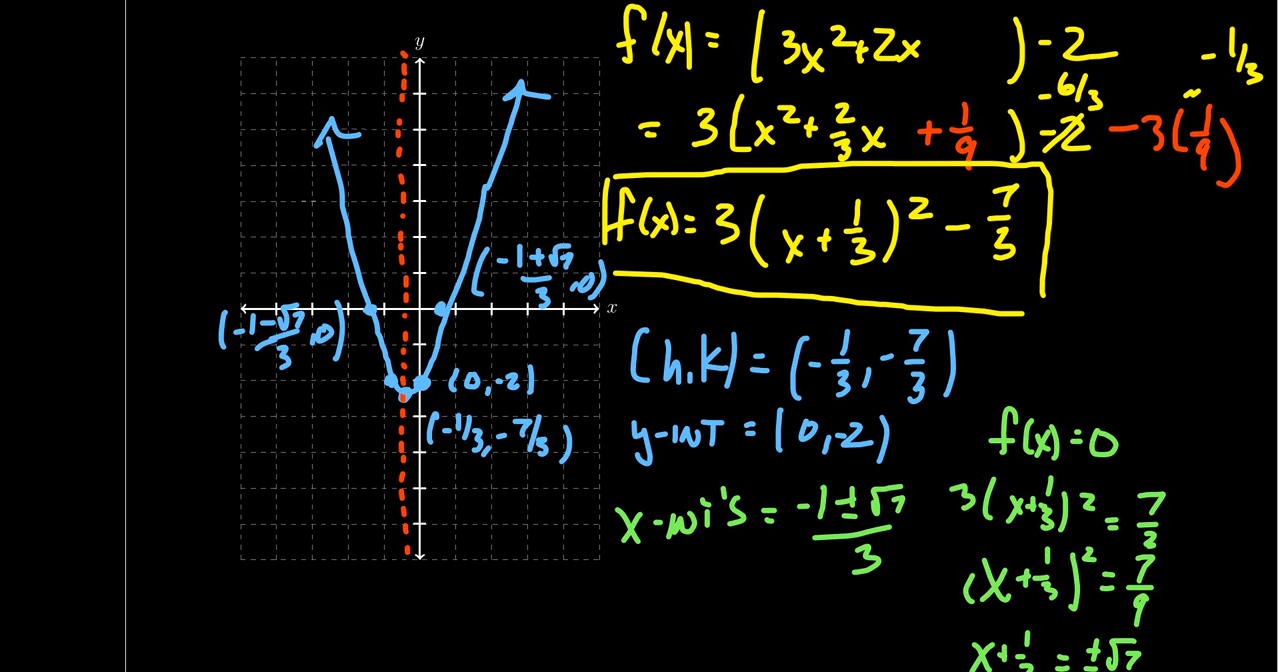 y
x
(-1-√7/3, 0)
(-1+√7/3, 0)
(0,-2)
(-1/3, -7/3)
f(x) = (3x²+2x ) -2 -1/3
-6/3
= 3(x²+2/3x +1/9 ) -2 -3(1/9)
f(x) = 3(x+1/3)² - 7/3
(h,k) = (-1/3, -7/3)
y-INT = (0,-2)
x-INT's = -1±√7/3
f(x)=0
3(x+1/3)² = 7/3
(x+1/3)² = 7/9
x+1/3 = ±√7